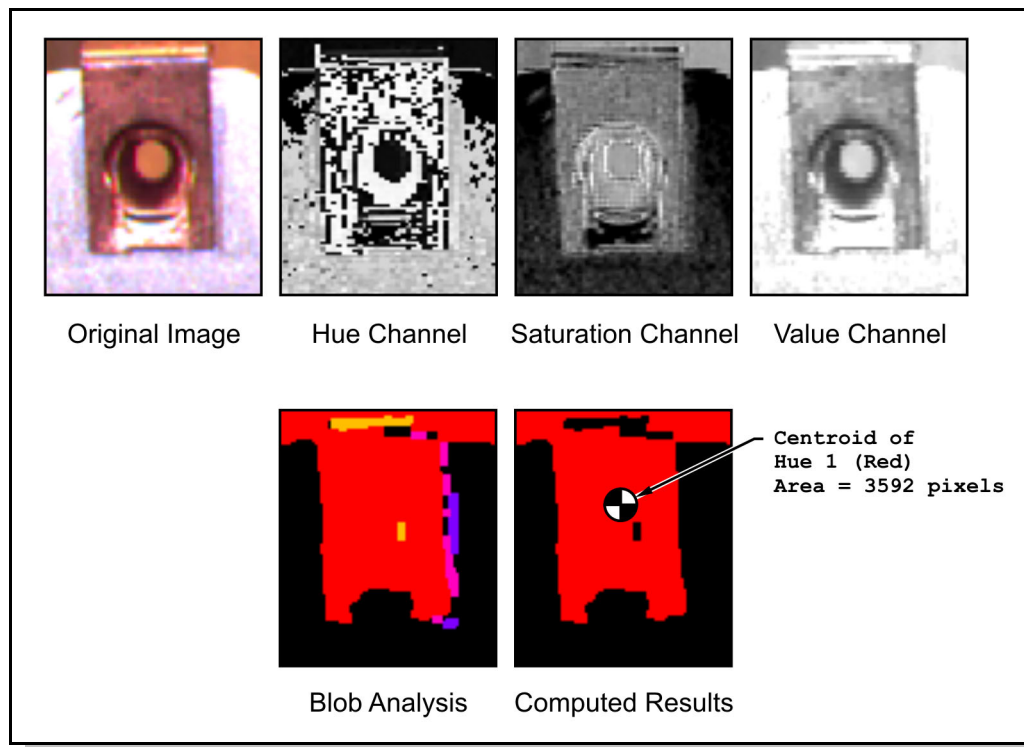 Original Image
Hue Channel
Saturation Channel
Value Channel
Centroid of
Hue 1 (Red)
Area = 3592 pixels
Blob Analysis
Computed Results